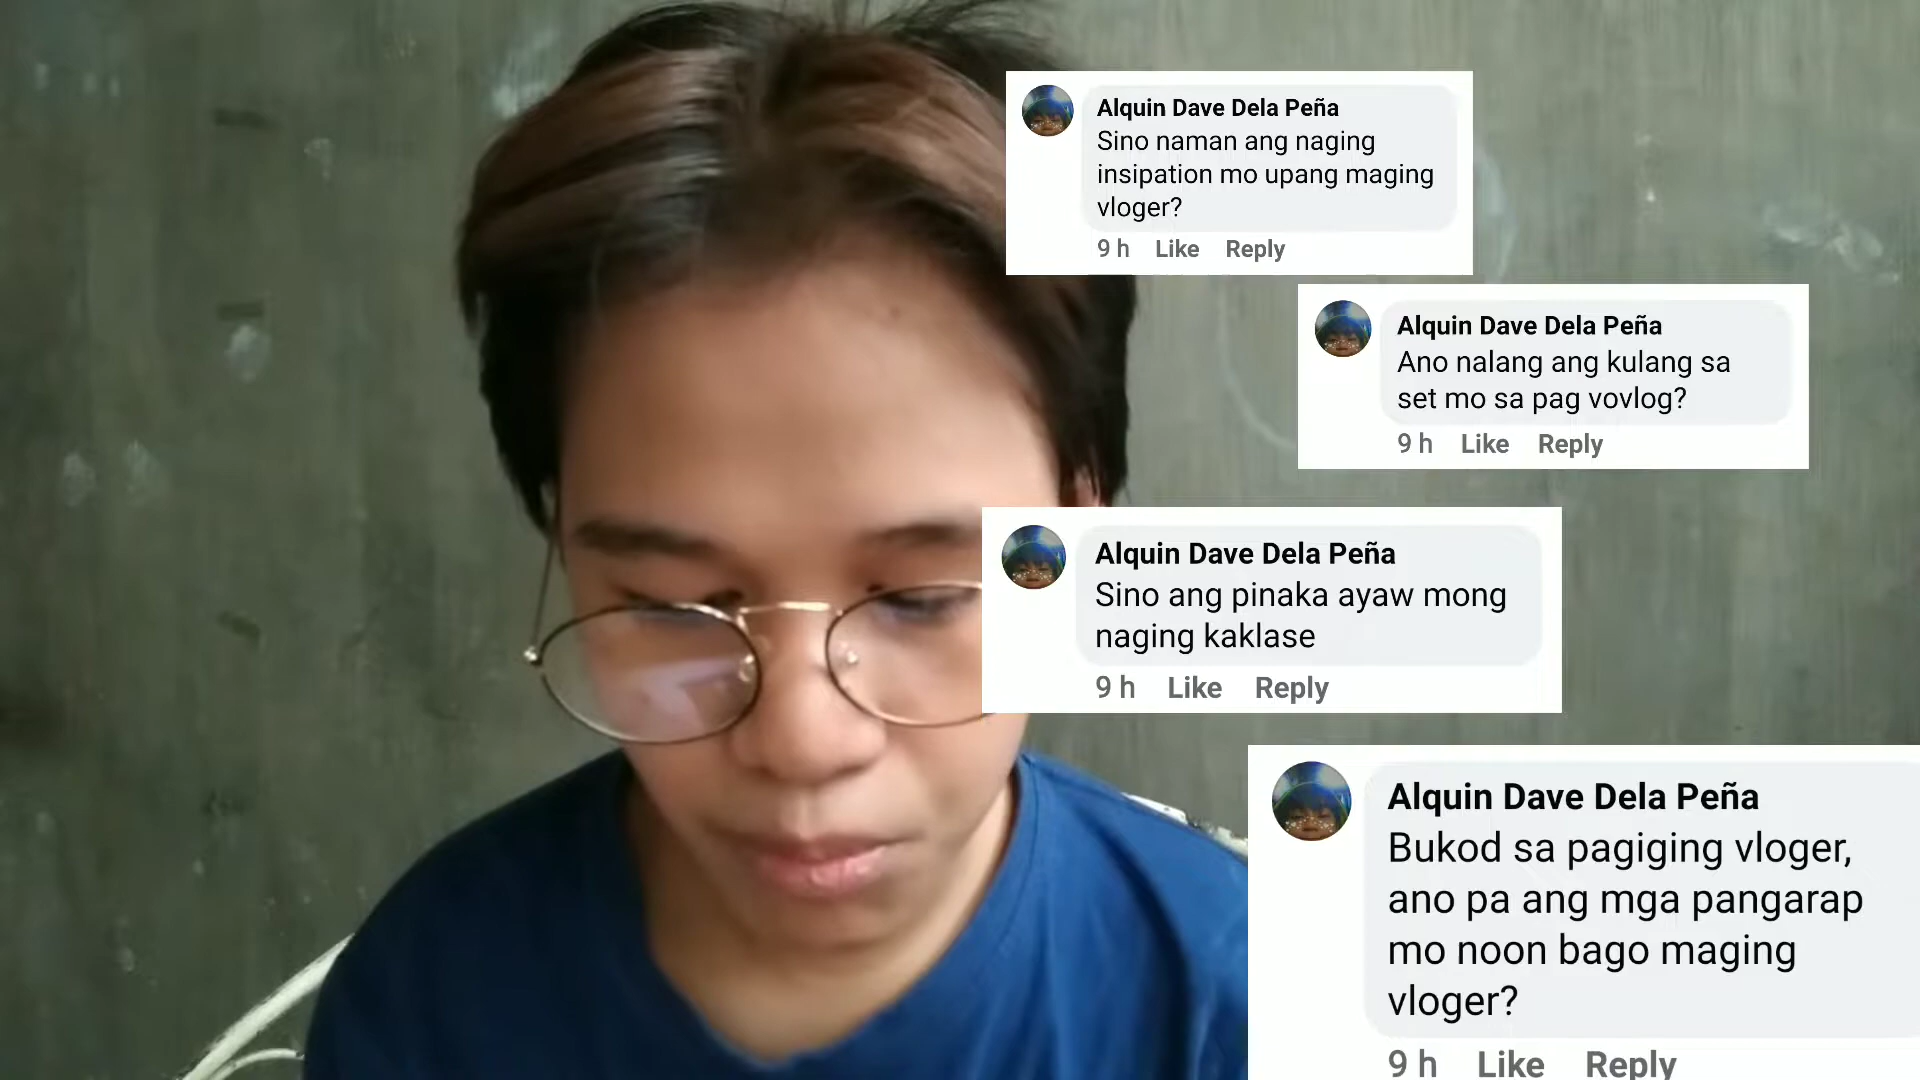 Alquin Dave Dela Peña
Sino naman ang naging
insipation mo upang maging
vloger?
9 h Like Reply
Alquin Dave Dela Peña
Ano nalang ang kulang sa
set mo sa pag vovlog?
9 h Like Reply
Alquin Dave Dela Peña
Sino ang pinaka ayaw mong
naging kaklase
9 h Like Reply
Alquin Dave Dela Peña
Bukod sa pagiging vloger,
ano pa ang mga pangarap
mo noon bago maging
vloger?
9 h Like Reply